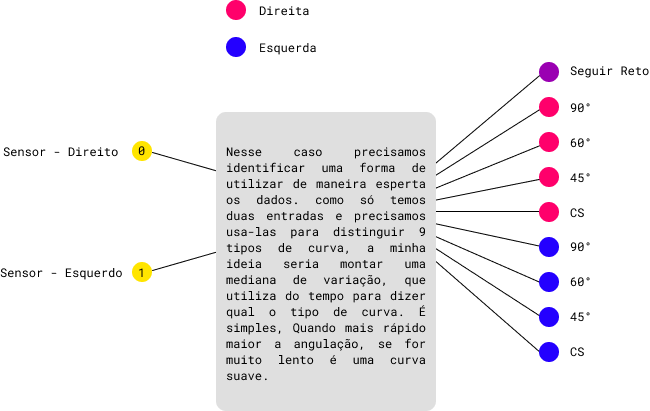 Direita
Esquerda
Sensor - Direito
0
Sensor - Esquerdo
1
Nesse caso precisamos
identificar uma forma de
utilizar de maneira esperta
os dados. como só temos
duas entradas e precisamos
usa-las para distinguir 9
tipos de curva, a minha
ideia seria montar uma
mediana de variação, que
utiliza do tempo para dizer
qual o tipo de curva. É
simples, Quando mais rápido
maior a angulação, se for
muito lento é uma curva
suave.
Seguir Reto
90°
60°
45°
CS
90°
60°
45°
CS